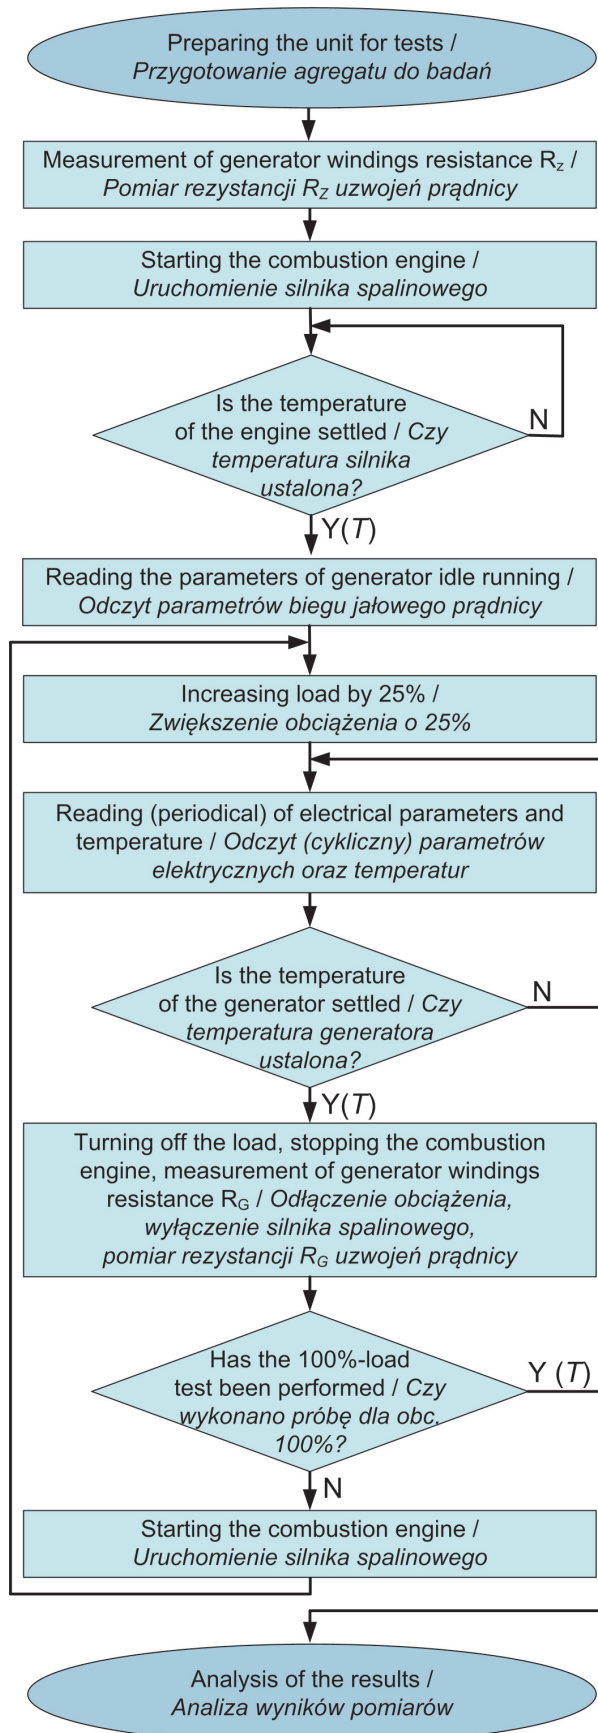 Preparing the unit for tests /
Przygotowanie agregatu do badań
Measurement of generator windings resistance Rz /
Pomiar rezystancji RZ uzwojeń prądnicy
Starting the combustion engine /
Uruchomienie silnika spalinowego
Is the temperature
of the engine settled / Czy
temperatura silnika
ustalona?
N
Y(T)
Reading the parameters of generator idle running /
Odczyt parametrów biegu jałowego prądnicy
Increasing load by 25% /
Zwiększenie obciążenia o 25%
Reading (periodical) of electrical parameters and
temperature / Odczyt (cykliczny) parametrów
elektrycznych oraz temperatur
Is the temperature
of the generator settled / Czy
temperatura generatora
ustalona?
N
Y(T)
Turning off the load, stopping the combustion
engine, measurement of generator windings
resistance RG / Odłączenie obciążenia,
wyłączenie silnika spalinowego,
pomiar rezystancji RG uzwojeń prądnicy
Has the 100%-load
test been performed / Czy
wykonano próbę dla obc.
100%?
Y (T)
N
Starting the combustion engine /
Uruchomienie silnika spalinowego
Analysis of the results /
Analiza wyników pomiarów